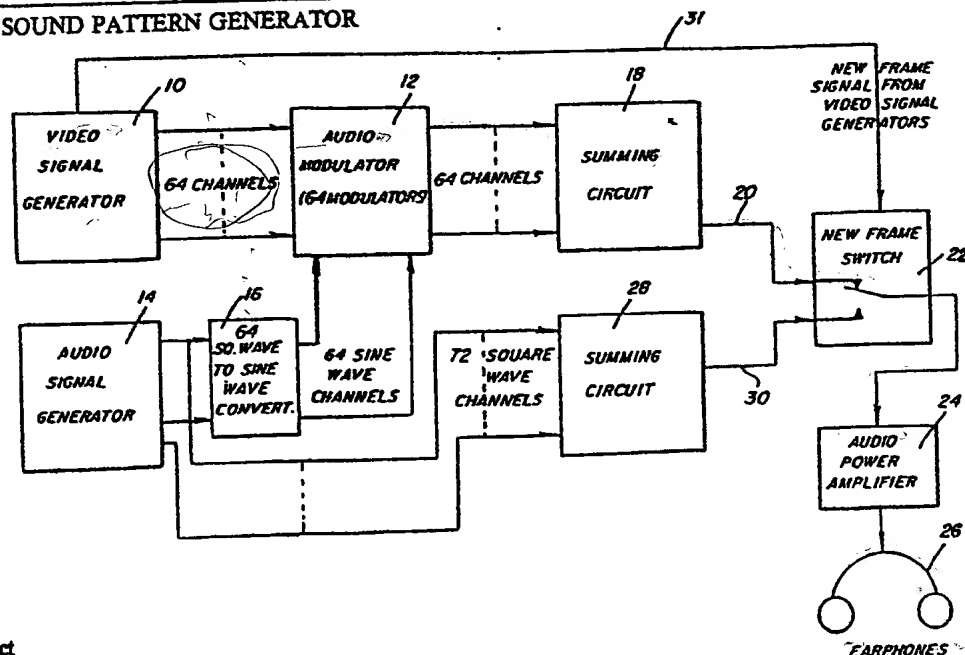 SOUND PATTERN GENERATOR
31
10
VIDEO
SIGNAL
GENERATOR
64 CHANNELS
12
AUDIO
MODULATOR
(64 MODULATORS)
64 CHANNELS
18
SUMMING
CIRCUIT
20
NEW FRAME
SIGNAL FROM
VIDEO SIGNAL
GENERATORS
NEW FRAME
SWITCH
22
14
AUDIO
SIGNAL
GENERATOR
16
64
SQ. WAVE
TO SINE
WAVE
CONVERT.
64 SINE
WAVE
CHANNELS
72 SQUARE
WAVE
CHANNELS
28
SUMMING
CIRCUIT
30
24
AUDIO
POWER
AMPLIFIER
26
EARPHONES
ct